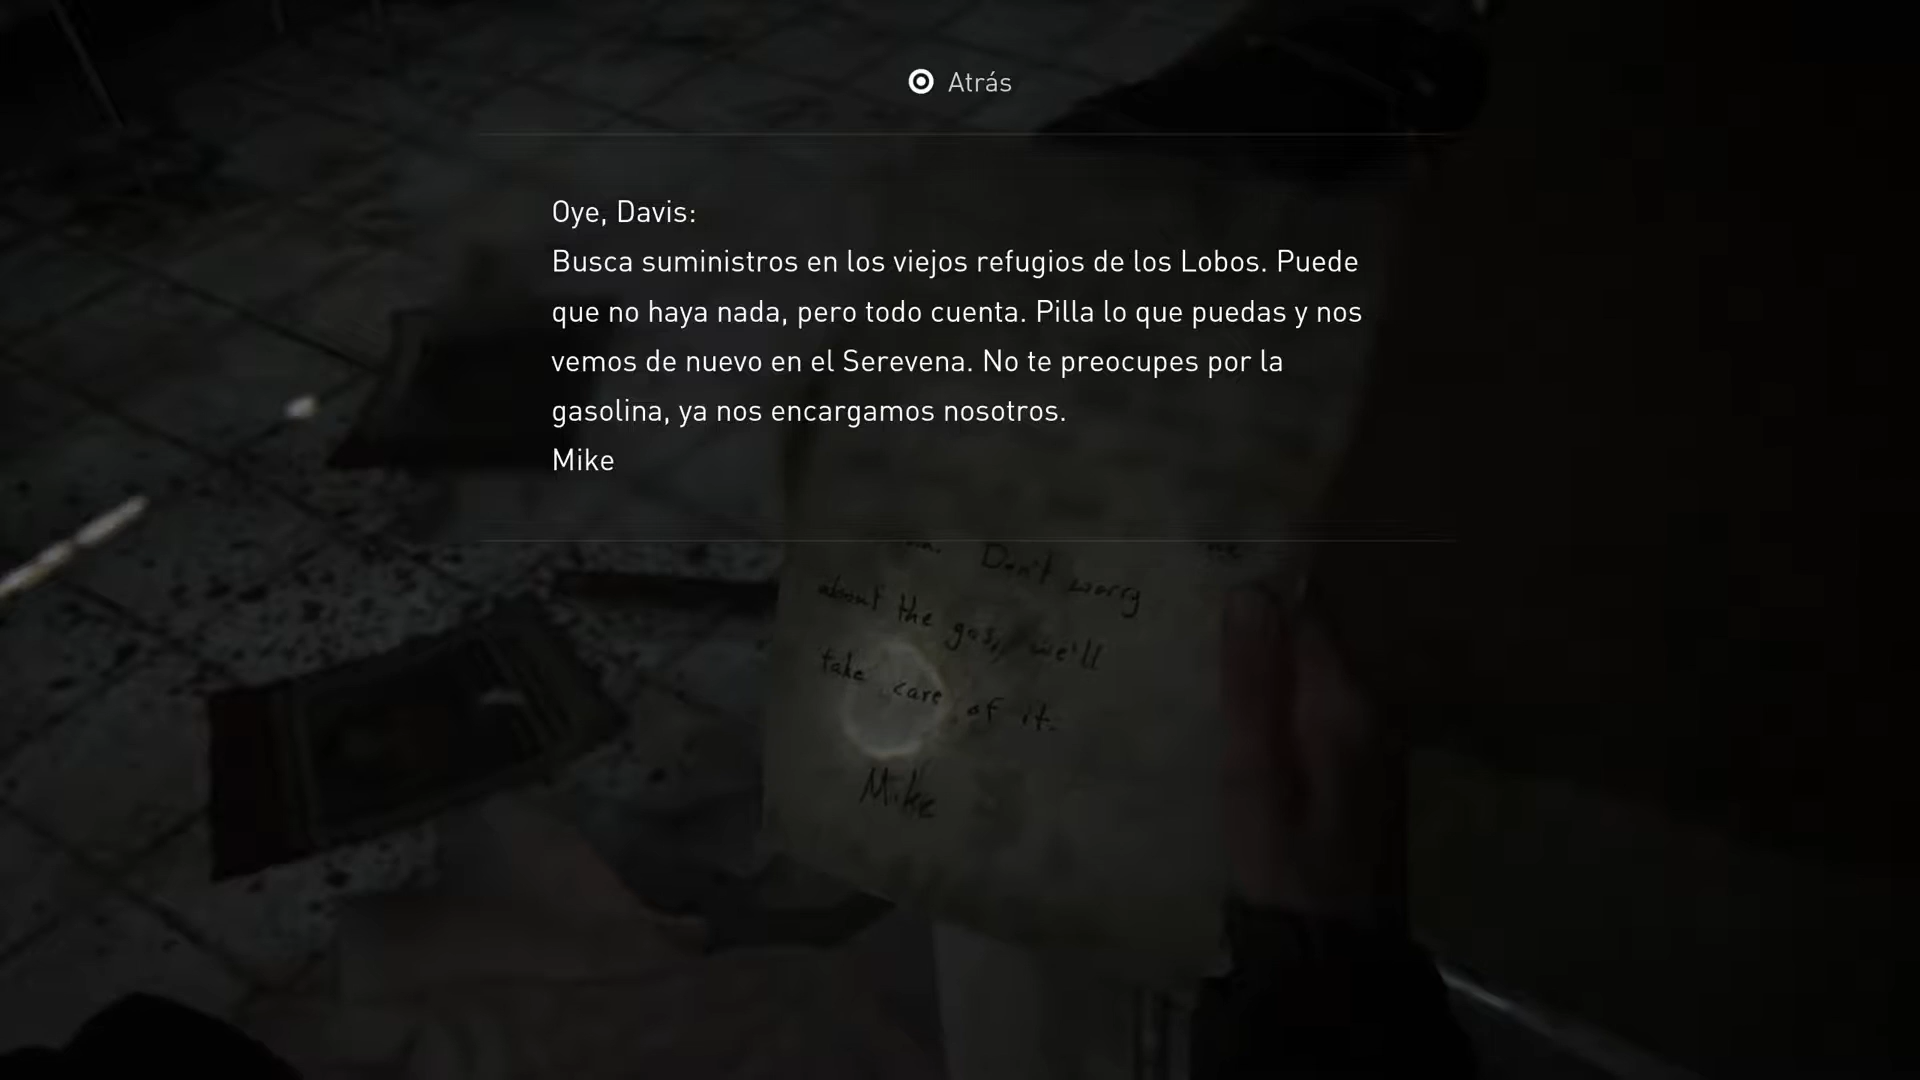 Atrás
Oye, Davis:
Busca suministros en los viejos refugios de los Lobos. Puede
que no haya nada, pero todo cuenta. Pilla lo que puedas y nos
vemos de nuevo en el Serevena. No te preocupes por la
gasolina, ya nos encargamos nosotros.
Mike
Don't worry
about the gas, we'll
take care of it.
Mike